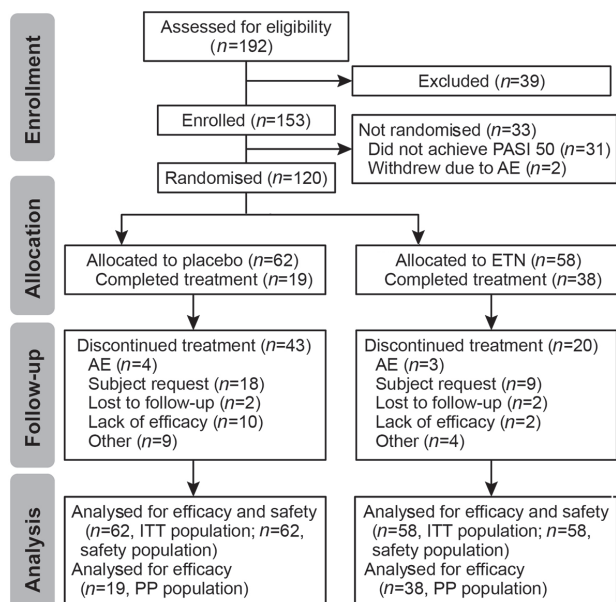 Enrollment
Assessed for eligibility
(n=192)
Excluded (n=39)
Enrolled (n=153)
Not randomised (n=33)
Did not achieve PASI 50 (n=31)
Withdrew due to AE (n=2)
Randomised (n=120)
Allocation
Allocated to placebo (n=62)
Completed treatment (n=19)
Allocated to ETN (n=58)
Completed treatment (n=38)
Follow-up
Discontinued treatment (n=43)
AE (n=4)
Subject request (n=18)
Lost to follow-up (n=2)
Lack of efficacy (n=10)
Other (n=9)
Discontinued treatment (n=20)
AE (n=3)
Subject request (n=9)
Lost to follow-up (n=2)
Lack of efficacy (n=2)
Other (n=4)
Analysis
Analysed for efficacy and safety
(n=62, ITT population; n=62,
safety population)
Analysed for efficacy
(n=19, PP population)
Analysed for efficacy and safety
(n=58, ITT population; n=58,
safety population)
Analysed for efficacy
(n=38, PP population)